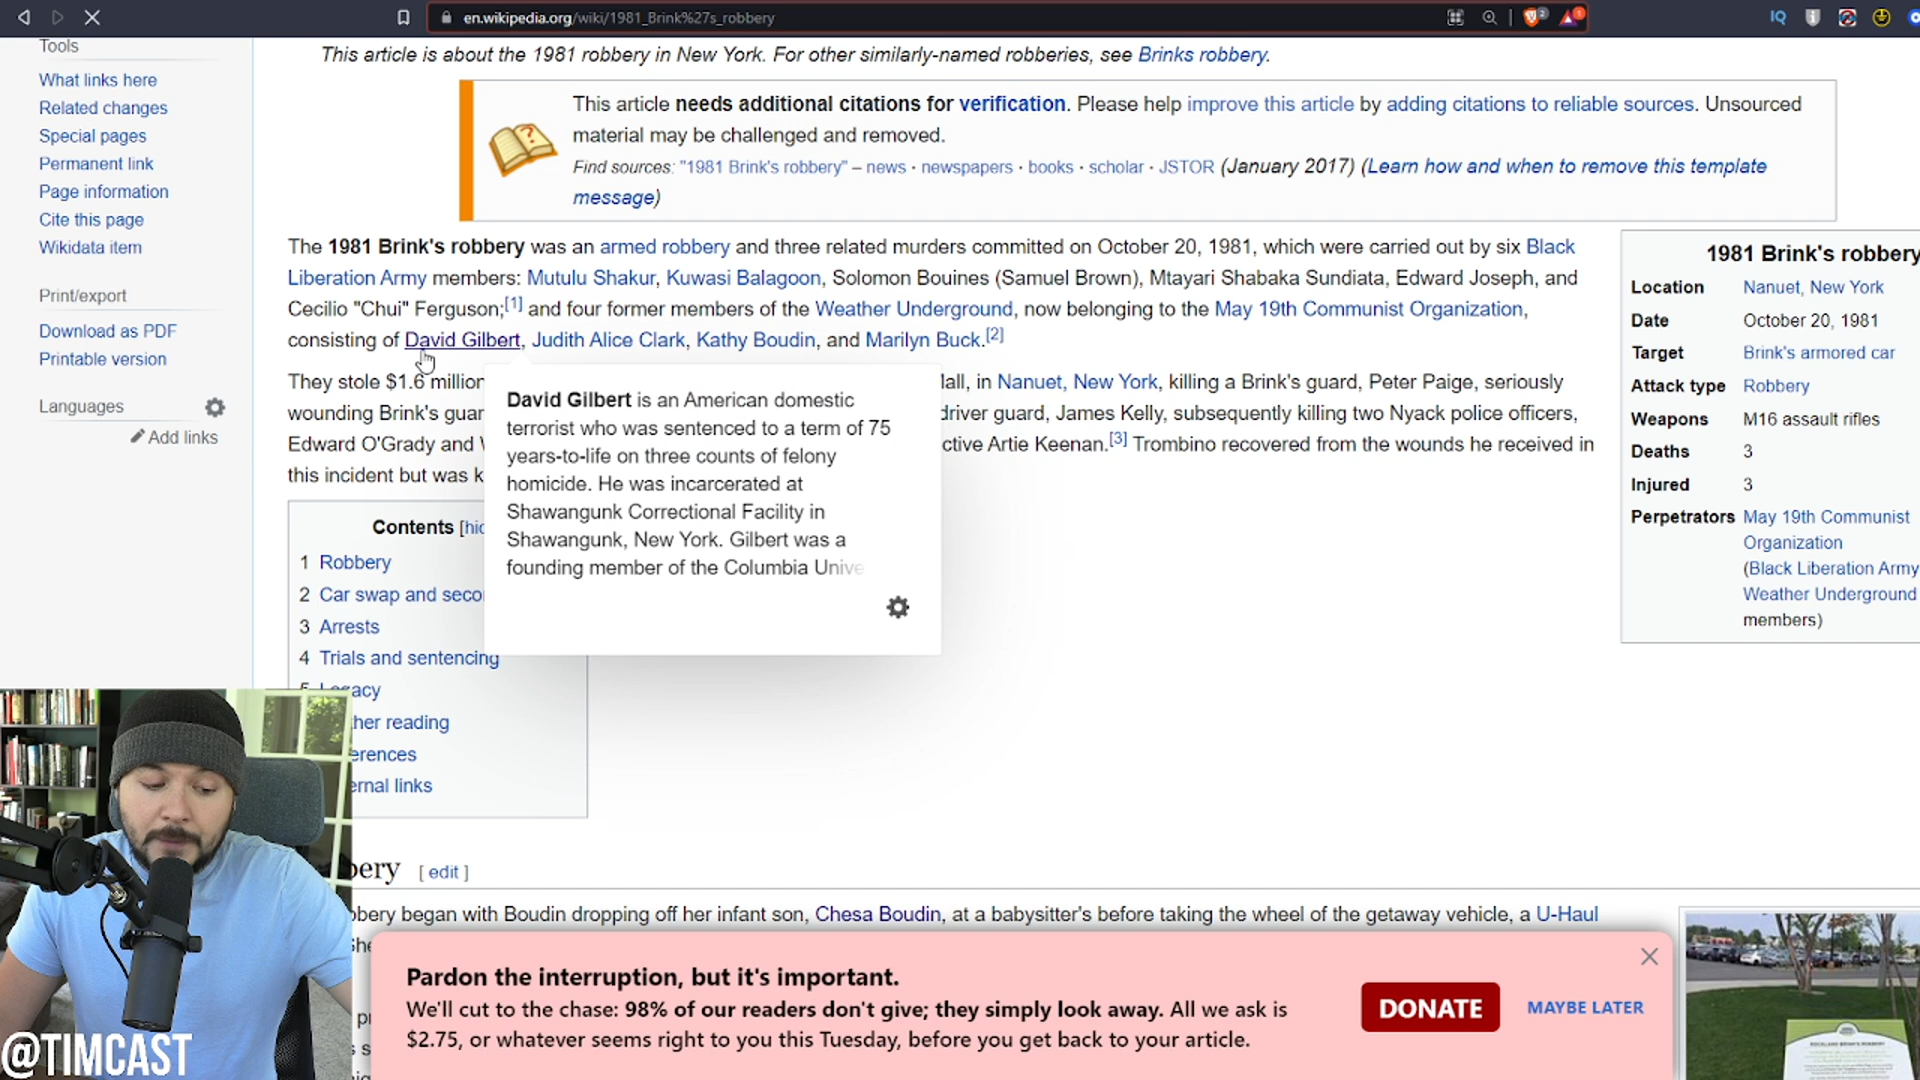 en.wikipedia.org/wiki/1981_Brink%27s_robbery
Tools
What links here
Related changes
Special pages
Permanent link
Page information
Cite this page
Wikidata item
Print/export
Download as PDF
Printable version
Languages
Add links
This article is about the 1981 robbery in New York. For other similarly-named robberies, see Brinks robbery.
This article needs additional citations for verification. Please help improve this article by adding citations to reliable sources. Unsourced
material may be challenged and removed.
Find sources: "1981 Brink's robbery" – news · newspapers · books · scholar · JSTOR (January 2017) (Learn how and when to remove this template
message)
The 1981 Brink's robbery was an armed robbery and three related murders committed on October 20, 1981, which were carried out by six Black
Liberation Army members: Mutulu Shakur, Kuwasi Balagoon, Solomon Bouines (Samuel Brown), Mtayari Shabaka Sundiata, Edward Joseph, and
Cecilio "Chui" Ferguson;[1] and four former members of the Weather Underground, now belonging to the May 19th Communist Organization,
consisting of David Gilbert, Judith Alice Clark, Kathy Boudin, and Marilyn Buck.[2]
They stole $1.6 million
in Nanuet, New York, killing a Brink's guard, Peter Paige, seriously
wounding Brink's
driver guard, James Kelly, subsequently killing two Nyack police officers,
Edward O'Grady and
Artie Keenan.[3] Trombino recovered from the wounds he received in
this incident but was
David Gilbert is an American domestic
terrorist who was sentenced to a term of 75
years-to-life on three counts of felony
homicide. He was incarcerated at
Shawangunk Correctional Facility in
Shawangunk, New York. Gilbert was a
founding member of the Columbia Unive
1981 Brink's robbery
Location Nanuet, New York
Date October 20, 1981
Target Brink's armored car
Attack type Robbery
Weapons M16 assault rifles
Deaths 3
Injured 3
Perpetrators May 19th Communist
Organization
(Black Liberation Army
Weather Underground
members)
Contents [hid
1 Robbery
2 Car swap and seco
3 Arrests
4 Trials and sentencing
5 Legacy
ther reading
erences
ernal links
bery [ edit ]
bbery began with Boudin dropping off her infant son, Chesa Boudin, at a babysitter's before taking the wheel of the getaway vehicle, a U-Haul
Pardon the interruption, but it's important.
We'll cut to the chase: 98% of our readers don't give; they simply look away. All we ask is
$2.75, or whatever seems right to you this Tuesday, before you get back to your article.
DONATE
MAYBE LATER
@TIMCAST